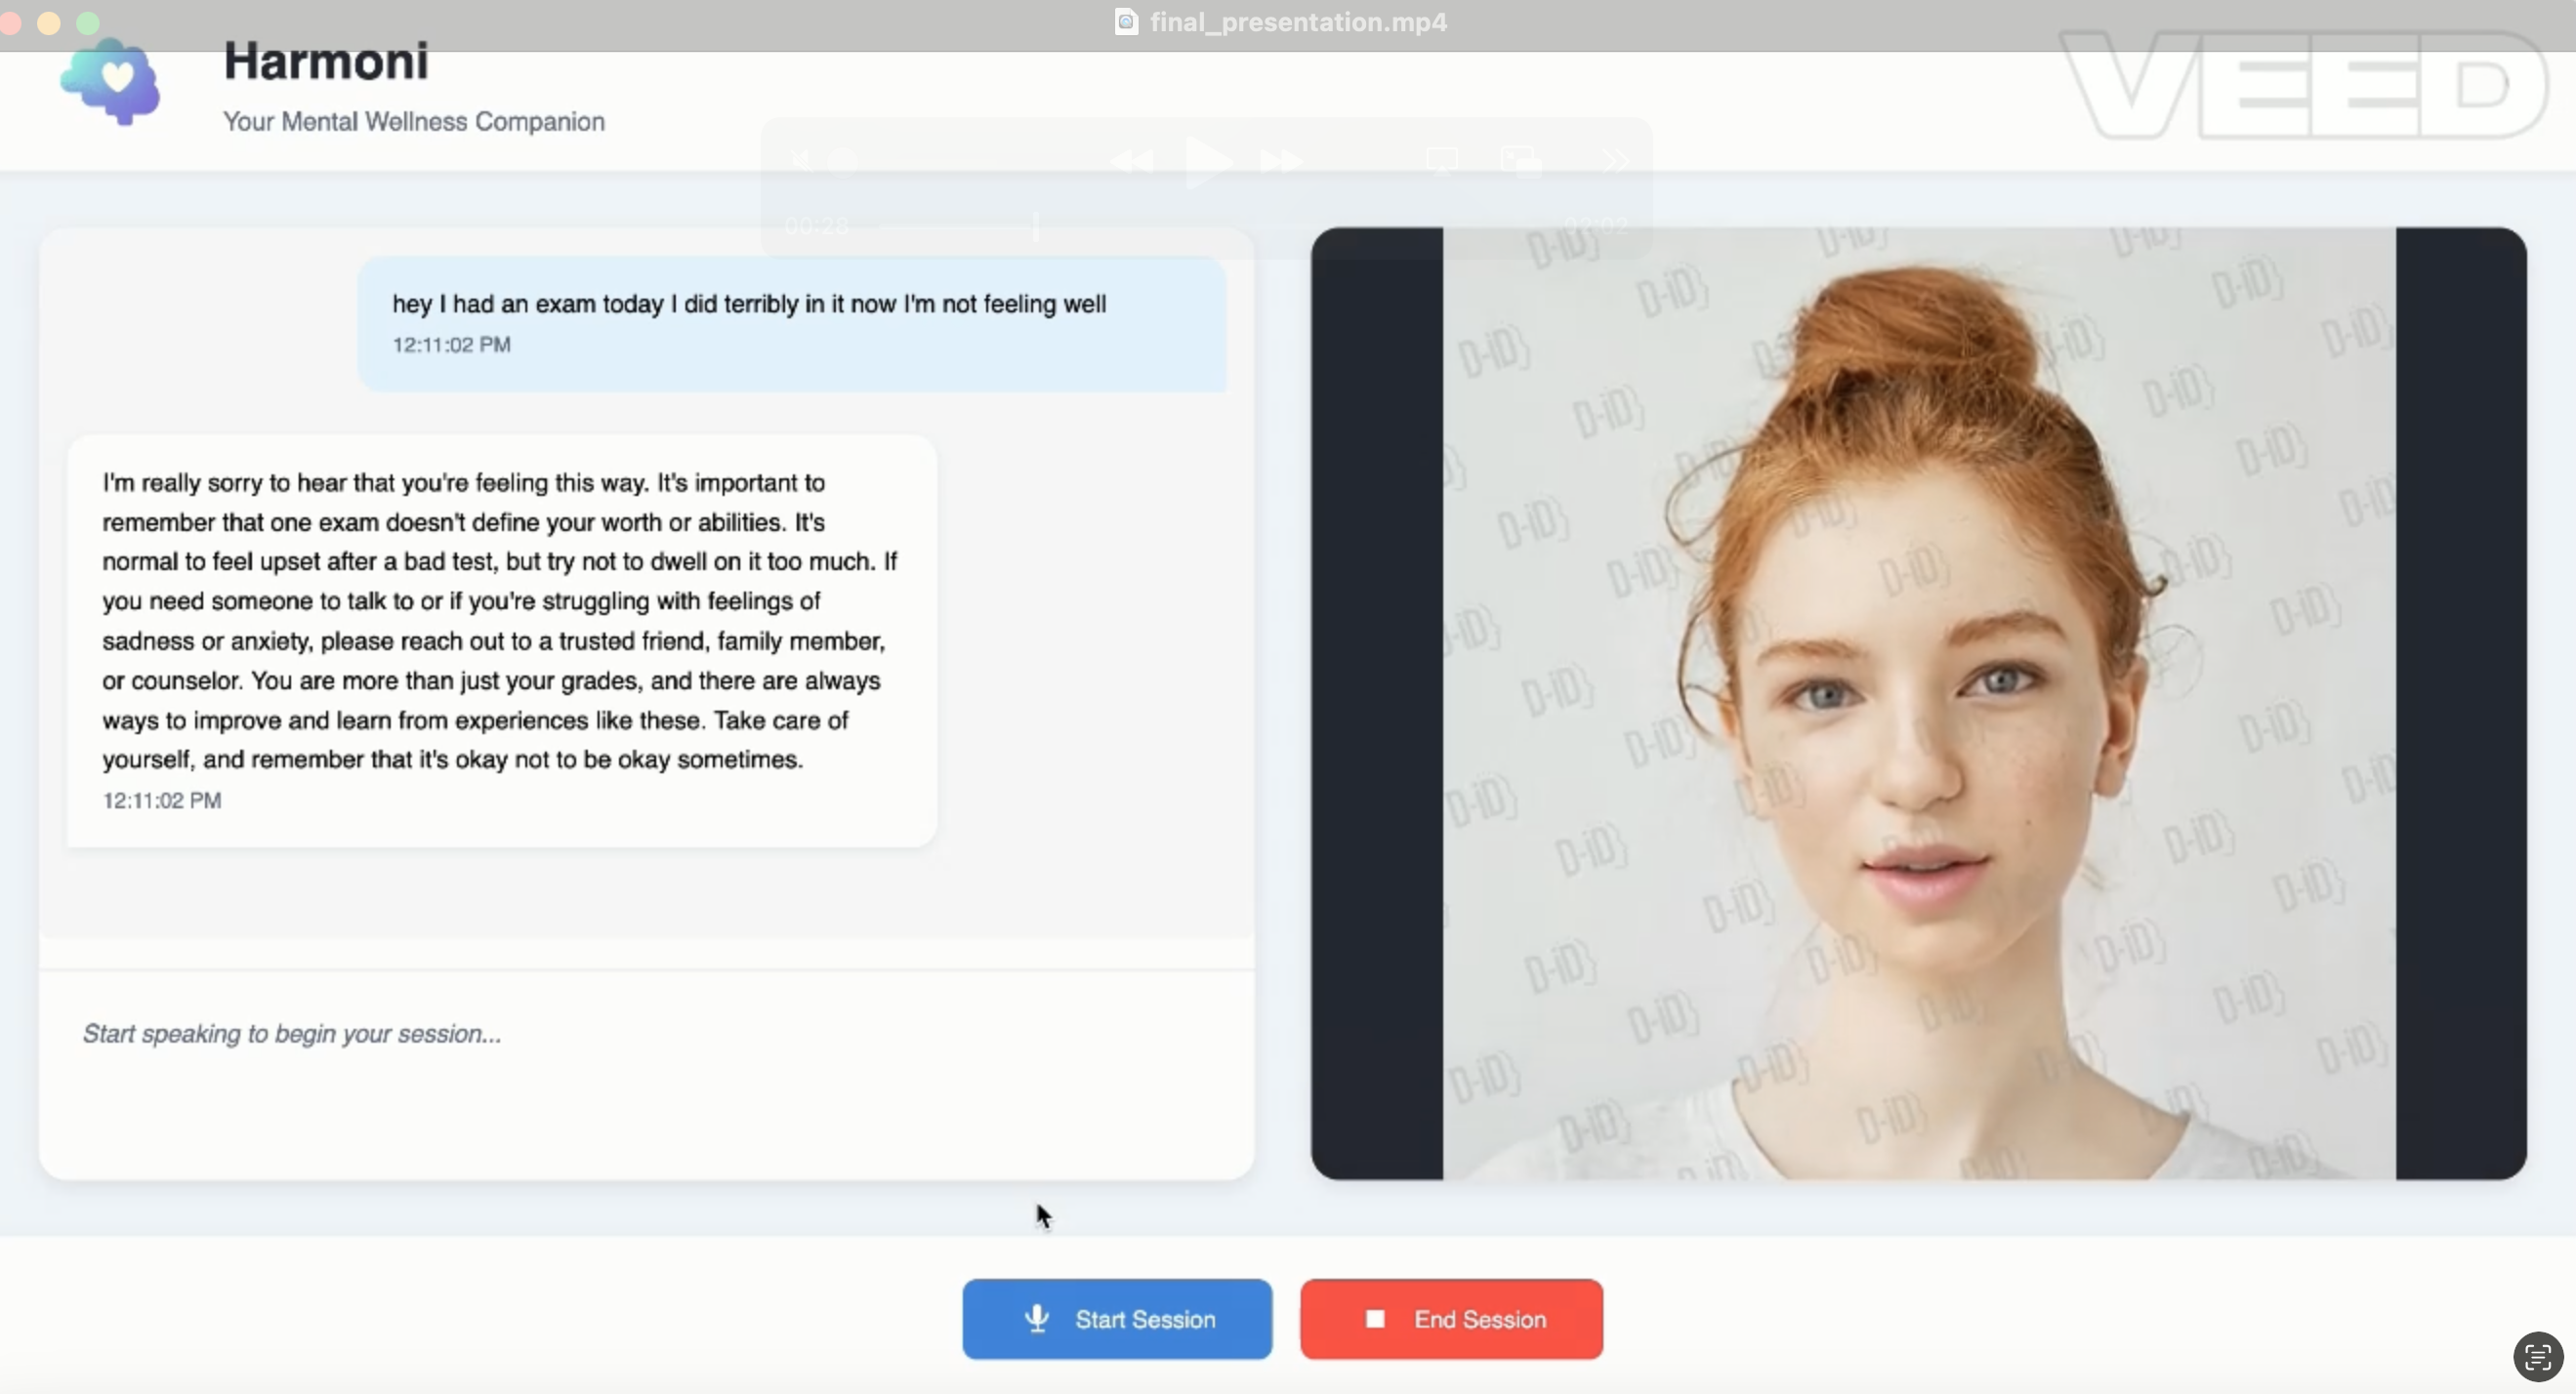 final_presentation.mp4
Harmoni
Your Mental Wellness Companion
VEED
00:28
02:02
hey I had an exam today I did terribly in it now I'm not feeling well
12:11:02 PM
I'm really sorry to hear that you're feeling this way. It's important to
remember that one exam doesn't define your worth or abilities. It's
normal to feel upset after a bad test, but try not to dwell on it too much. If
you need someone to talk to or if you're struggling with feelings of
sadness or anxiety, please reach out to a trusted friend, family member,
or counselor. You are more than just your grades, and there are always
ways to improve and learn from experiences like these. Take care of
yourself, and remember that it's okay not to be okay sometimes.
12:11:02 PM
Start speaking to begin your session...
D-iD}
Start Session
End Session